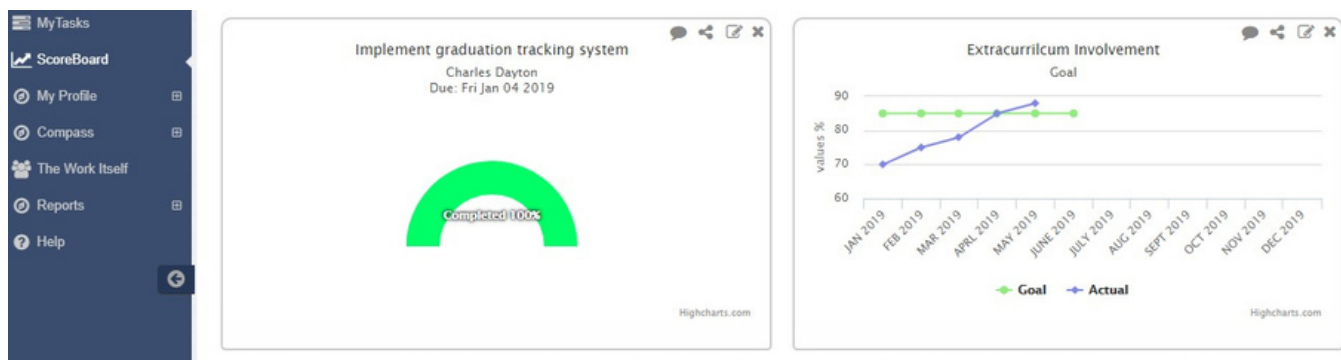 MyTasks
ScoreBoard
My Profile
Compass
The Work Itself
Reports
Help
Implement graduation tracking system
Charles Dayton
Due: Fri Jan 04 2019
Completed 100%
Highcharts.com
Extracurrilcum Involvement
Goal
values %
90
80
70
60
JAN 2019
FEB 2019
MAR 2019
APRL 2019
MAY 2019
JUNE 2019
JULY 2019
AUG 2019
SEPT 2019
OCT 2019
NOV 2019
DEC 2019
Goal Actual
Highcharts.com